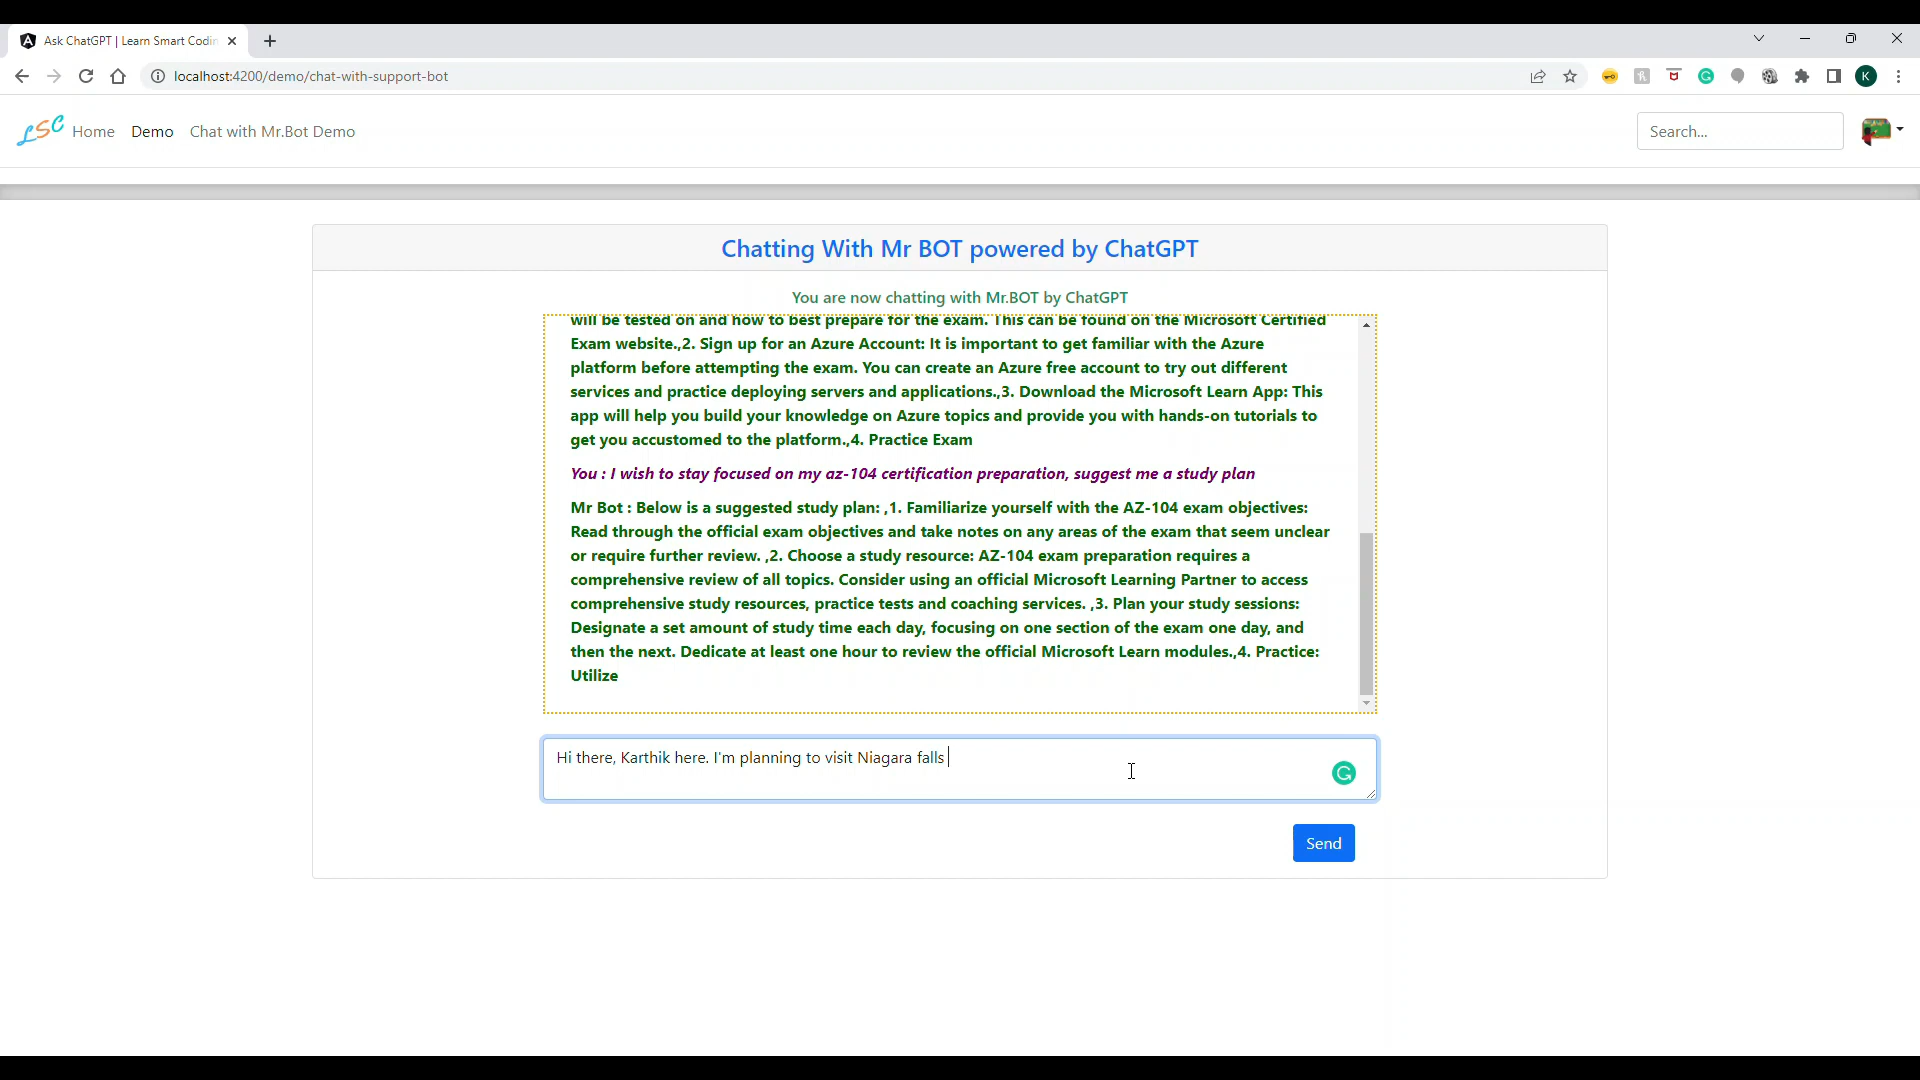 Ask ChatGPT | Learn Smart Codin
localhost:4200/demo/chat-with-support-bot
K
LSC Home Demo Chat with Mr.Bot Demo
Search...
Chatting With Mr BOT powered by ChatGPT
You are now chatting with Mr.BOT by ChatGPT
will be tested on and how to best prepare for the exam. This can be found on the Microsoft Certified
Exam website.,2. Sign up for an Azure Account: It is important to get familiar with the Azure
platform before attempting the exam. You can create an Azure free account to try out different
services and practice deploying servers and applications.,3. Download the Microsoft Learn App: This
app will help you build your knowledge on Azure topics and provide you with hands-on tutorials to
get you accustomed to the platform.,4. Practice Exam
You : I wish to stay focused on my az-104 certification preparation, suggest me a study plan
Mr Bot : Below is a suggested study plan: ,1. Familiarize yourself with the AZ-104 exam objectives:
Read through the official exam objectives and take notes on any areas of the exam that seem unclear
or require further review. ,2. Choose a study resource: AZ-104 exam preparation requires a
comprehensive review of all topics. Consider using an official Microsoft Learning Partner to access
comprehensive study resources, practice tests and coaching services. ,3. Plan your study sessions:
Designate a set amount of study time each day, focusing on one section of the exam one day, and
then the next. Dedicate at least one hour to review the official Microsoft Learn modules.,4. Practice:
Utilize
Hi there, Karthik here. I'm planning to visit Niagara falls
Send